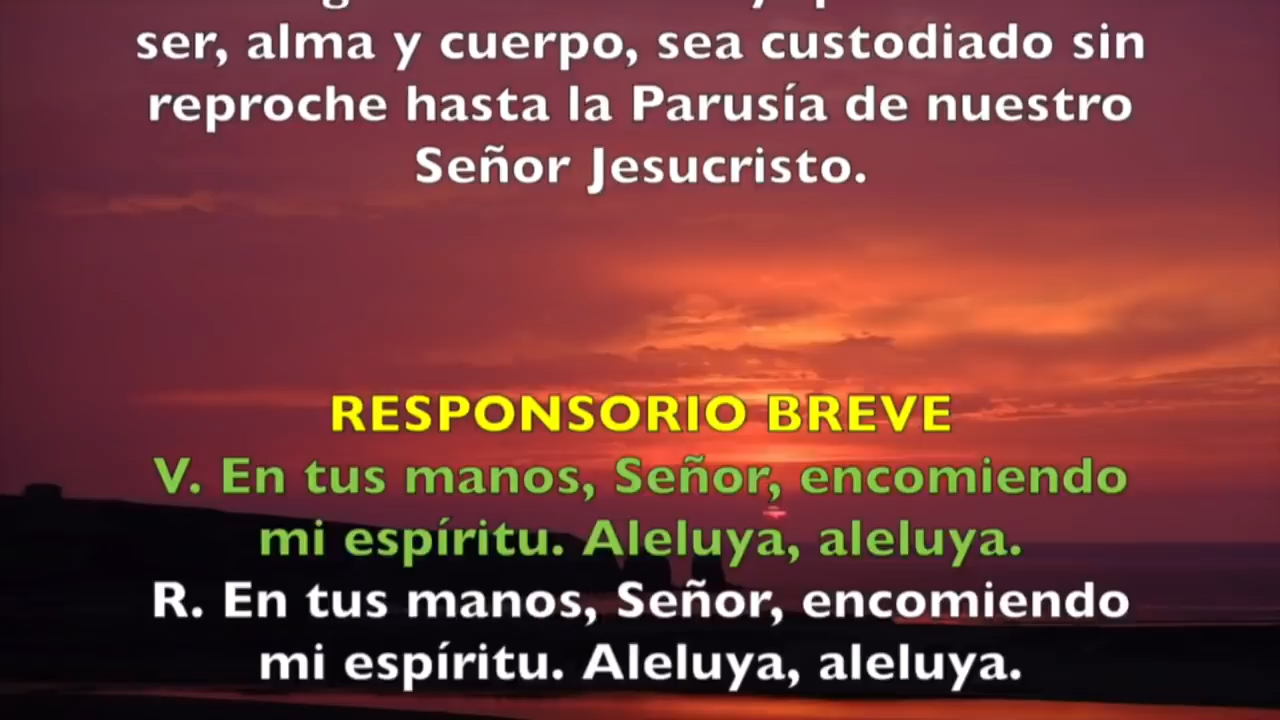 ser, alma y cuerpo, sea custodiado sin
reproche hasta la Parusía de nuestro
Señor Jesucristo.
RESPONSORIO BREVE
V. En tus manos, Señor, encomiendo
mi espíritu. Aleluya, aleluya.
R. En tus manos, Señor, encomiendo
mi espíritu. Aleluya, aleluya.